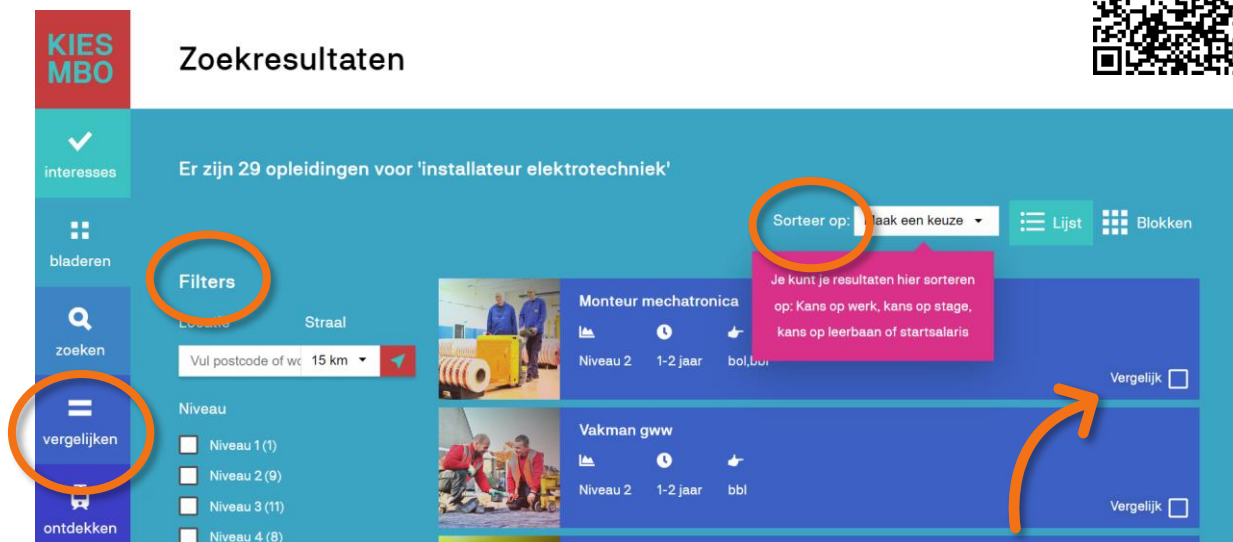 KIES
MBO
Zoekresultaten
interesses
bladeren
zoeken
vergelijken
ontdekken
Er zijn 29 opleidingen voor 'installateur elektrotechniek'
Sorteer op: Maak een keuze
Lijst
Blokken
Je kunt je resultaten hier sorteren
op: Kans op werk, kans op stage,
kans op leerbaan of startsalaris
Filters
Locatie Straal
Vul postcode of wo 15 km
Niveau
Niveau 1 (1)
Niveau 2 (9)
Niveau 3 (11)
Niveau 4 (8)
Monteur mechatronica
Niveau 2 1-2 jaar bol,bbl
Vergelijk
Vakman gww
Niveau 2 1-2 jaar bbl
Vergelijk